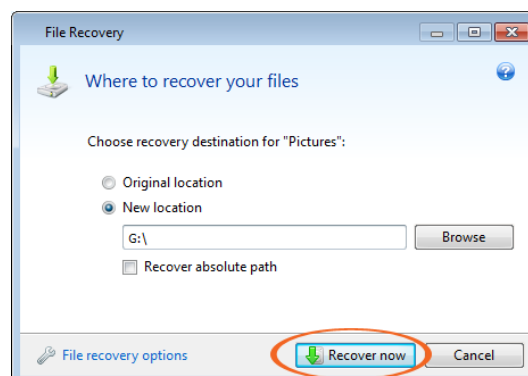 File Recovery
Where to recover your files
Choose recovery destination for "Pictures":
Original location
New location
G:\
Browse
Recover absolute path
File recovery options
Recover now
Cancel